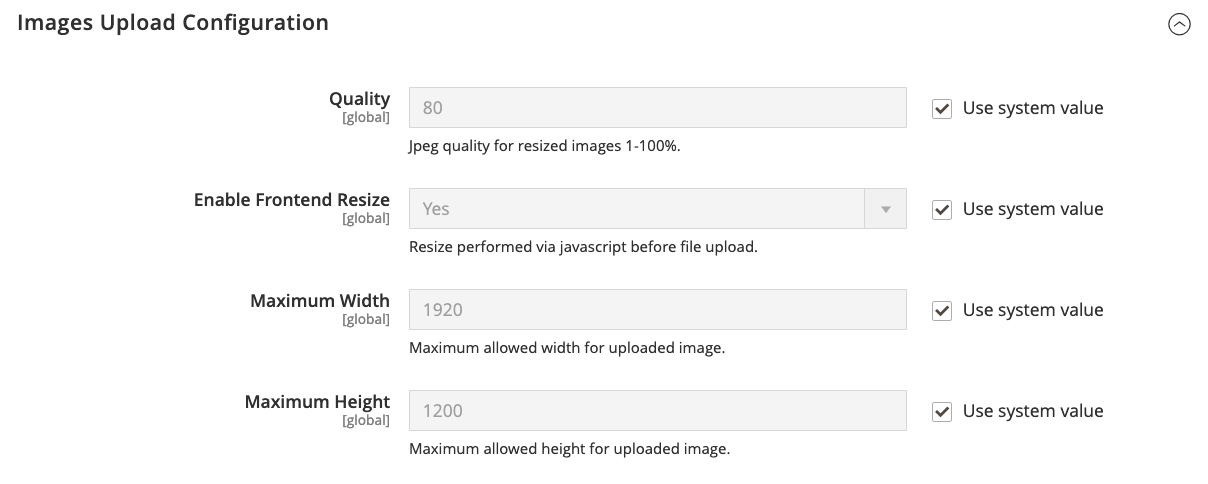 Images Upload Configuration
Quality
[global]
80
Use system value
Jpeg quality for resized images 1-100%.
Enable Frontend Resize
[global]
Yes
Use system value
Resize performed via javascript before file upload.
Maximum Width
[global]
1920
Use system value
Maximum allowed width for uploaded image.
Maximum Height
[global]
1200
Use system value
Maximum allowed height for uploaded image.